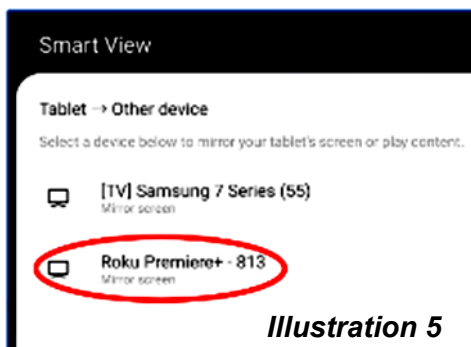 Smart View
Tablet → Other device
Select a device below to mirror your tablet's screen or play content.
[TV] Samsung 7 Series (55)
Mirror screen
Roku Premiere+ - 813
Mirror screen
Illustration 5